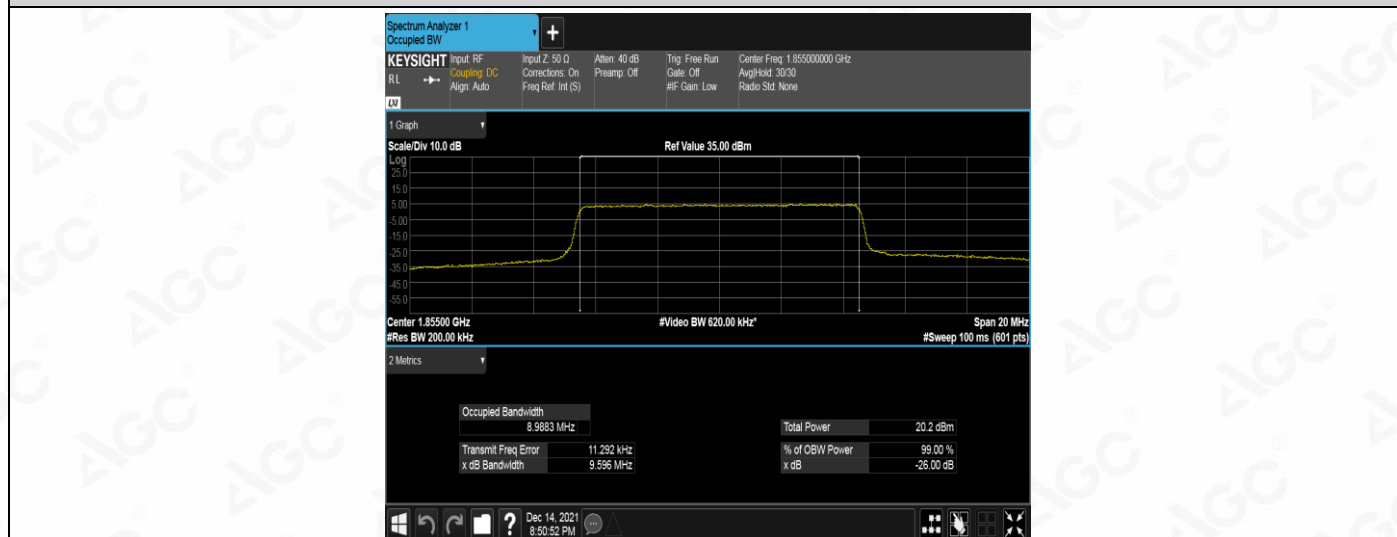 Spectrum Analyzer 1
Occupied BW
+
KEYSIGHT Input: RF Input Z: 50 Ω Atten: 40 dB Trig: Free Run Center Freq: 1.855000000 GHz
R L Coupling: DC Corrections: On Preamp: Off Gate: Off Avg|Hold: 30/30
Align: Auto Freq Ref: Int (S) #IF Gain: Low Radio Std: None
LXI
1 Graph
Scale/Div 10.0 dB Ref Value 35.00 dBm
Log
25.0
15.0
5.00
-5.00
-15.0
-25.0
-35.0
-45.0
-55.0
Center 1.85500 GHz #Video BW 620.00 kHz* Span 20 MHz
#Res BW 200.00 kHz #Sweep 100 ms (601 pts)
2 Metrics
Occupied Bandwidth
8.9883 MHz Total Power 20.2 dBm
Transmit Freq Error 11.292 kHz % of OBW Power 99.00 %
x dB Bandwidth 9.596 MHz x dB -26.00 dB
? Dec 14, 2021
8:50:52 PM
AGC